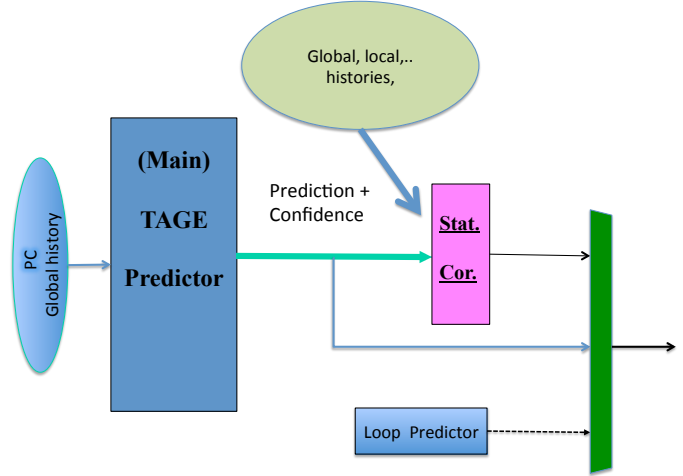 Global, local,..
histories,
(Main)
TAGE
Predictor
PC
Global history
Prediction +
Confidence
Stat.
Cor.
Loop Predictor